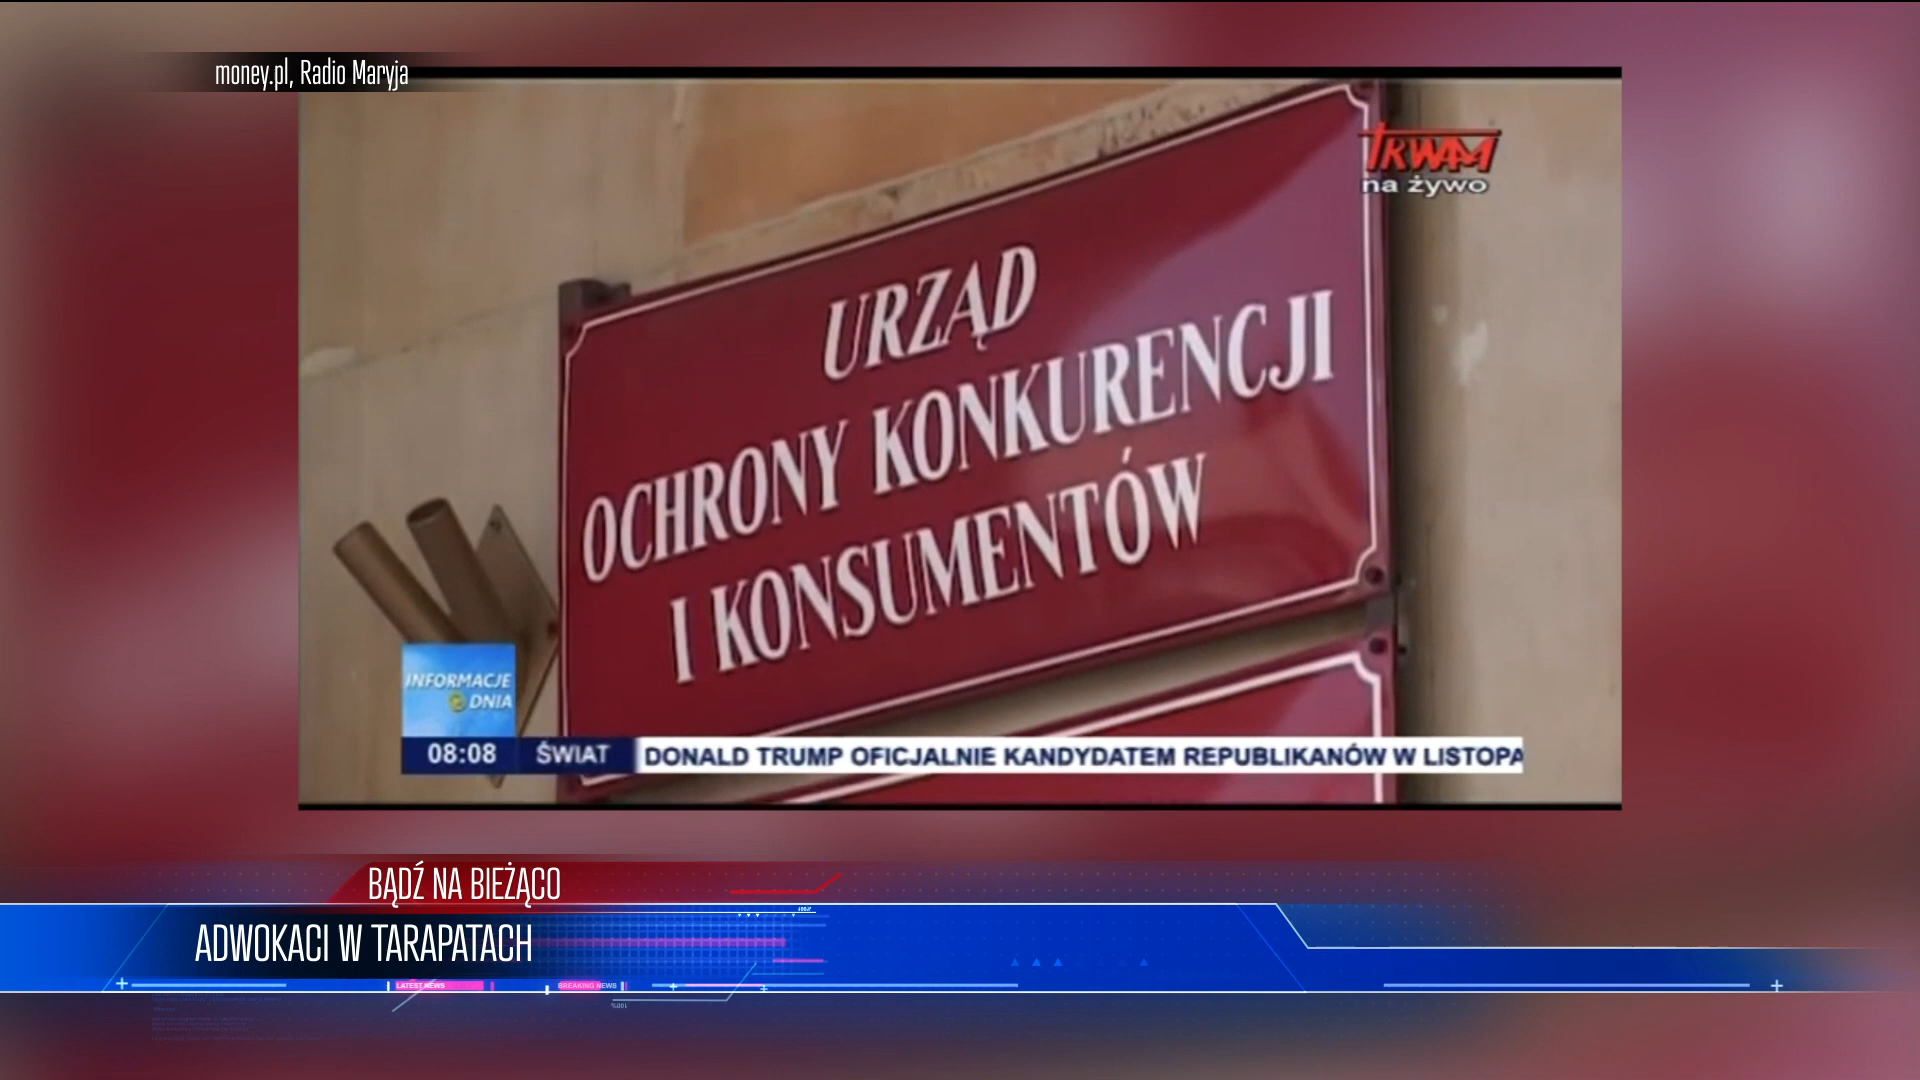 money.pl, Radio Maryja
TRWAM
na żywo
URZĄD
OCHRONY KONKURENCJI
I KONSUMENTÓW
INFORMACJE
DNIA
08:08 ŚWIAT DONALD TRUMP OFICJALNIE KANDYDATEM REPUBLIKANÓW W LISTOPA
BĄDŹ NA BIEŻĄCO
ADWOKACI W TARAPATACH
LATEST NEWS
BREAKING NEWS